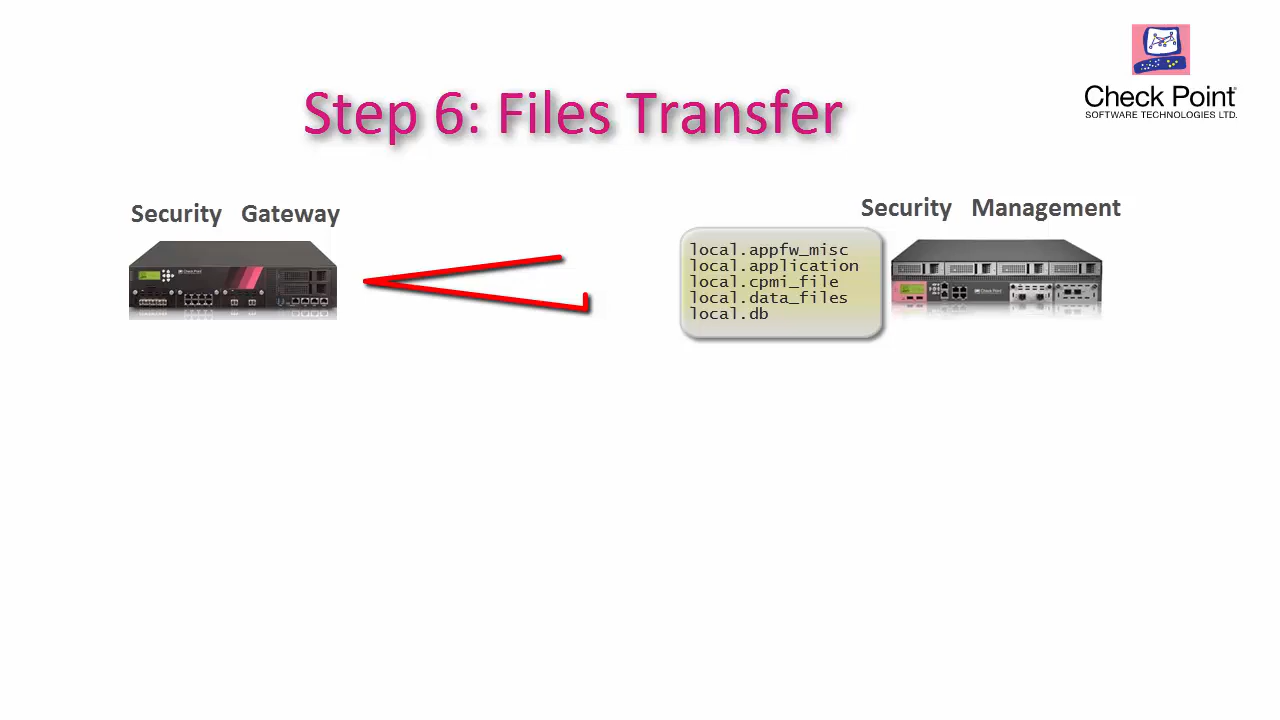 Check Point
SOFTWARE TECHNOLOGIES LTD.
Step 6: Files Transfer
Security Gateway
Security Management
local.appfw_misc
local.application
local.cpmi_file
local.data_files
local.db